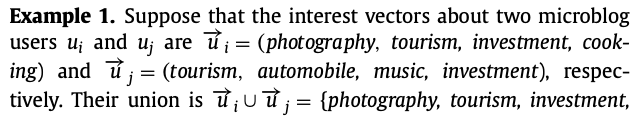 Example 1. Suppose that the interest vectors about two microblog
users u_i and u_j are \vec{u}_i = (photography, tourism, investment, cook-
ing) and \vec{u}_j = (tourism, automobile, music, investment), respec-
tively. Their union is \vec{u}_i ∪ \vec{u}_j = {photography, tourism, investment,